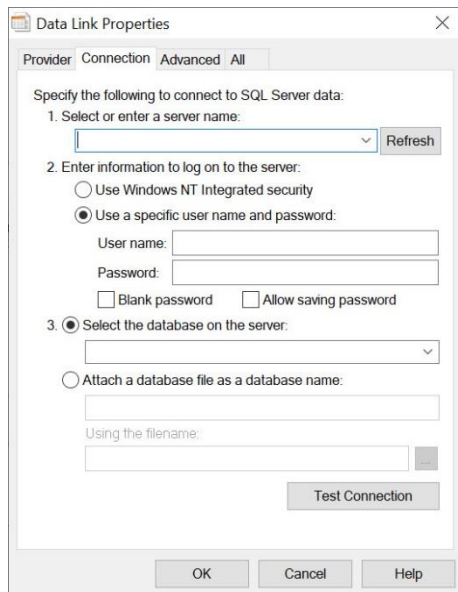 Data Link Properties
Provider Connection Advanced All
Specify the following to connect to SQL Server data:
1. Select or enter a server name:
Refresh
2. Enter information to log on to the server:
Use Windows NT Integrated security
Use a specific user name and password:
User name:
Password:
Blank password Allow saving password
3. Select the database on the server:
Attach a database file as a database name:
Using the filename:
...
Test Connection
OK Cancel Help